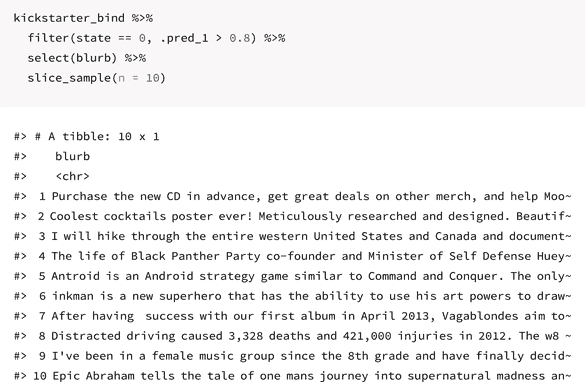 kickstarter_bind %>%
  filter(state == 0, .pred_1 > 0.8) %>%
  select(blurb) %>%
  slice_sample(n = 10)
#> # A tibble: 10 x 1
#>    blurb
#>    <chr>
#>  1 Purchase the new CD in advance, get great deals on other merch, and help Moo~
#>  2 Coolest cocktails poster ever! Meticulously researched and designed. Beautif~
#>  3 I will hike through the entire western United States and Canada and document~
#>  4 The life of Black Panther Party co-founder and Minister of Self Defense Huey~
#>  5 Antroid is an Android strategy game similar to Command and Conquer. The only~
#>  6 inkman is a new superhero that has the ability to use his art powers to draw~
#>  7 After having  success with our first album in April 2013, Vagablondes aim to~
#>  8 Distracted driving caused 3,328 deaths and 421,000 injuries in 2012. The w8 ~
#>  9 I've been in a female music group since the 8th grade and have finally decid~
#> 10 Epic Abraham tells the tale of one mans journey into supernatural madness an~